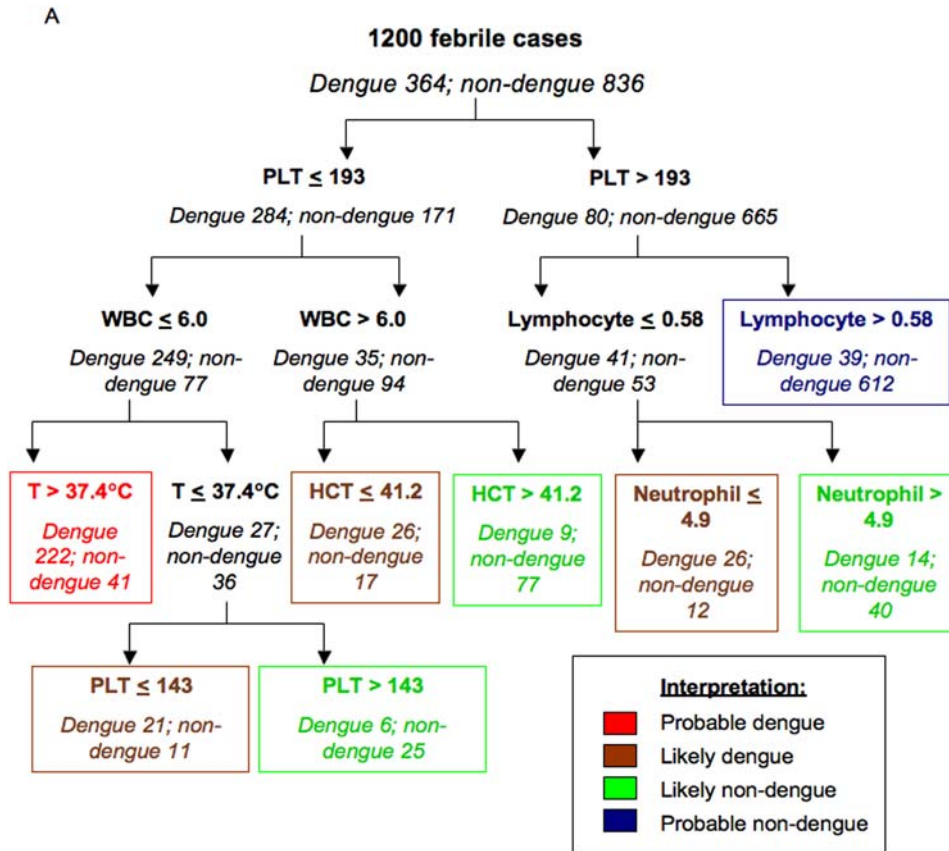 A
1200 febrile cases
Dengue 364; non-dengue 836
PLT ≤ 193
Dengue 284; non-dengue 171
PLT > 193
Dengue 80; non-dengue 665
WBC ≤ 6.0
Dengue 249; non-
dengue 77
WBC > 6.0
Dengue 35; non-
dengue 94
Lymphocyte ≤ 0.58
Dengue 41; non-
dengue 53
Lymphocyte > 0.58
Dengue 39; non-
dengue 612
T > 37.4°C
Dengue
222; non-
dengue 41
T ≤ 37.4°C
Dengue 27;
non-dengue
36
HCT ≤ 41.2
Dengue 26;
non-dengue
17
HCT > 41.2
Dengue 9;
non-dengue
77
Neutrophil ≤
4.9
Dengue 26;
non-dengue
12
Neutrophil >
4.9
Dengue 14;
non-dengue
40
PLT ≤ 143
Dengue 21; non-
dengue 11
PLT > 143
Dengue 6; non-
dengue 25
Interpretation:
Probable dengue
Likely dengue
Likely non-dengue
Probable non-dengue